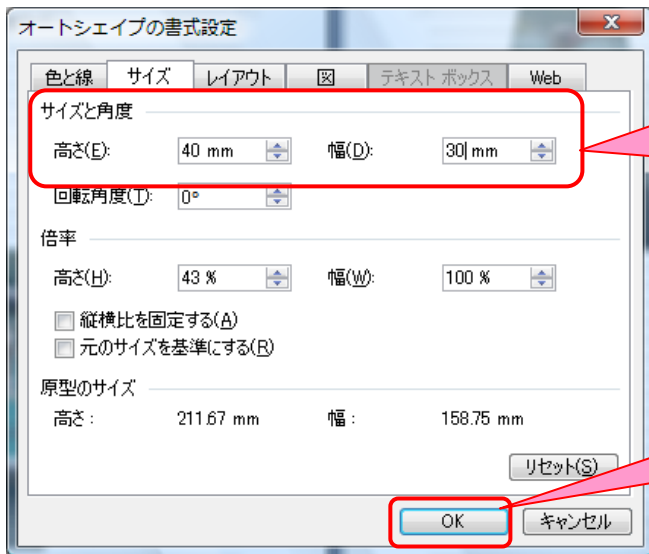 オートシェイプの書式設定
色と線 サイズ レイアウト 図 テキスト ボックス Web
サイズと角度
高さ(E): 40 mm 幅(D): 30 mm
回転角度(T): 0°
倍率
高さ(H): 43 % 幅(W): 100 %
縦横比を固定する(A)
元のサイズを基準にする(R)
原型のサイズ
高さ: 211.67 mm 幅: 158.75 mm
リセット(S)
OK キャンセル